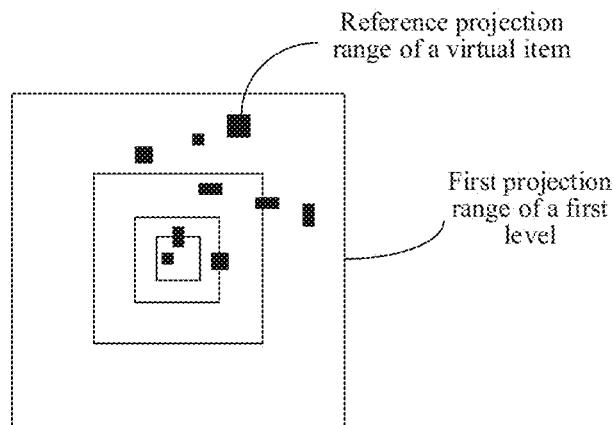 Reference projection
range of a virtual item
First projection
range of a first
level